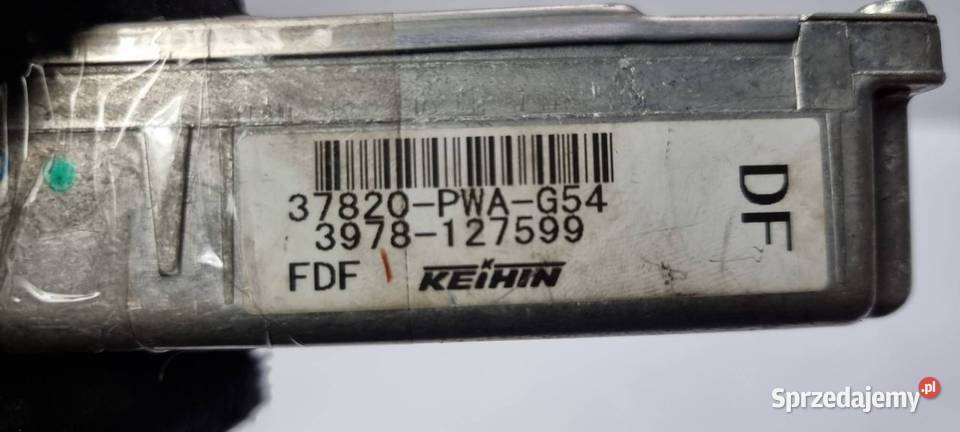 37820-PWA-G54
3978-127599
FDF KEIHIN
DF
Sprzedajemy.pl